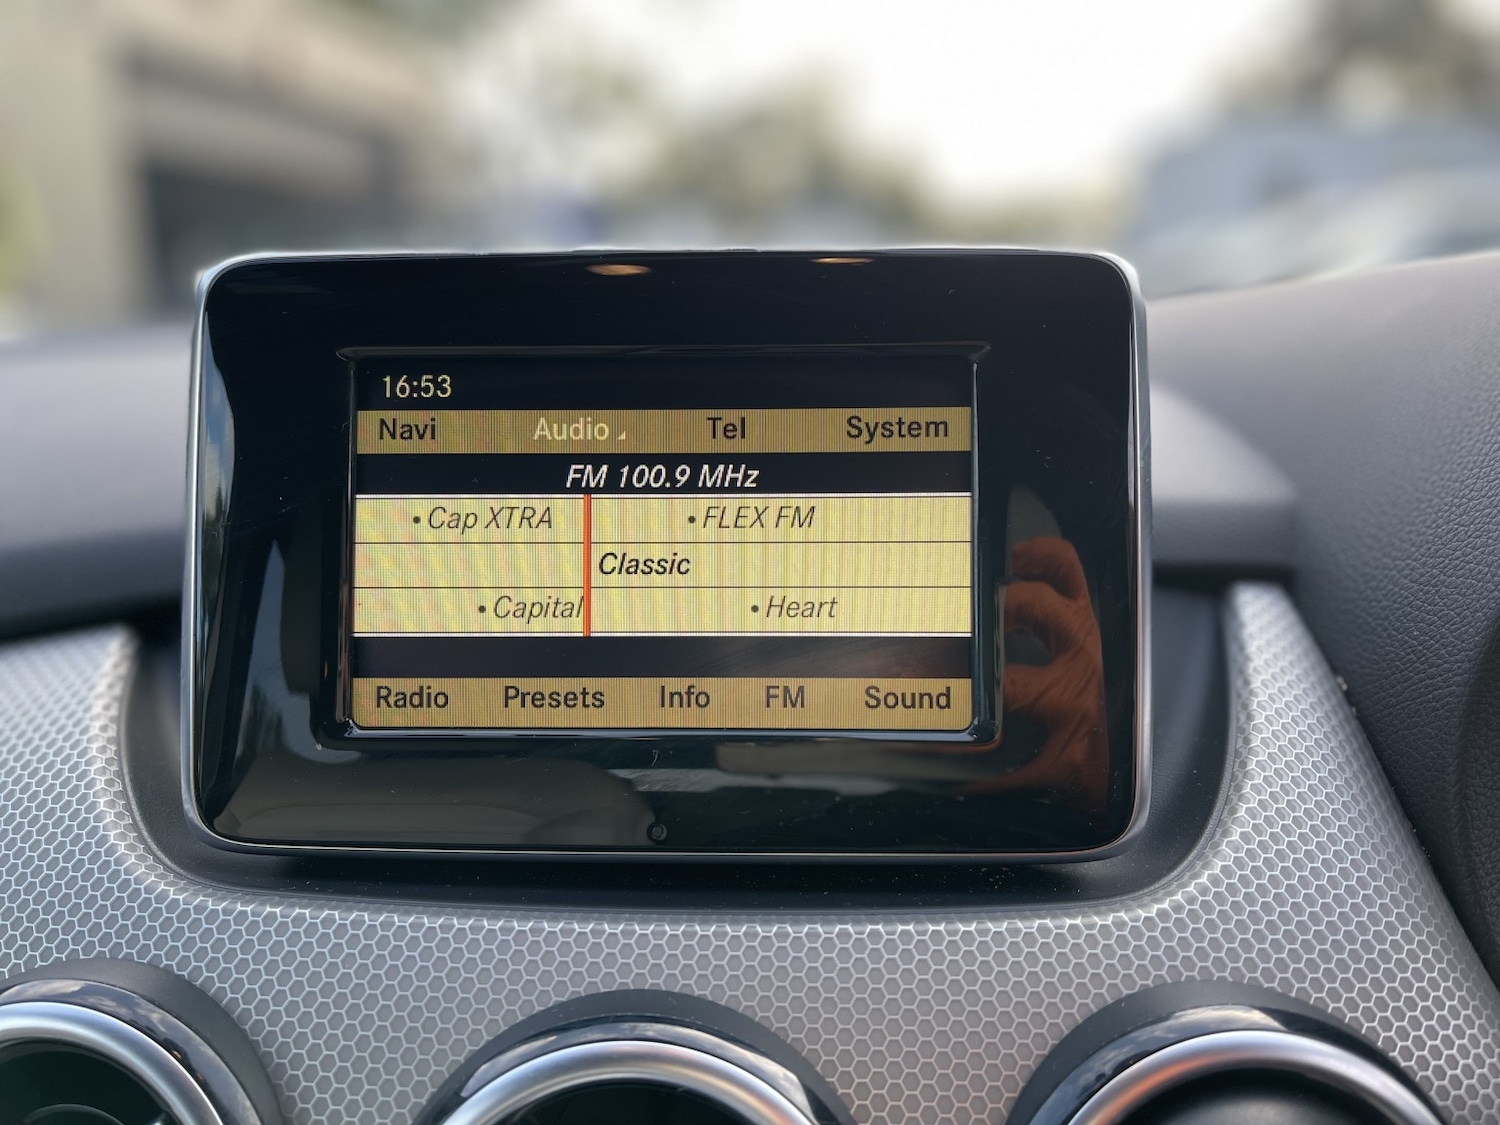 16:53
Navi Audio Tel System
FM 100.9 MHz
• Cap XTRA • FLEX FM
Classic
• Capital • Heart
Radio Presets Info FM Sound